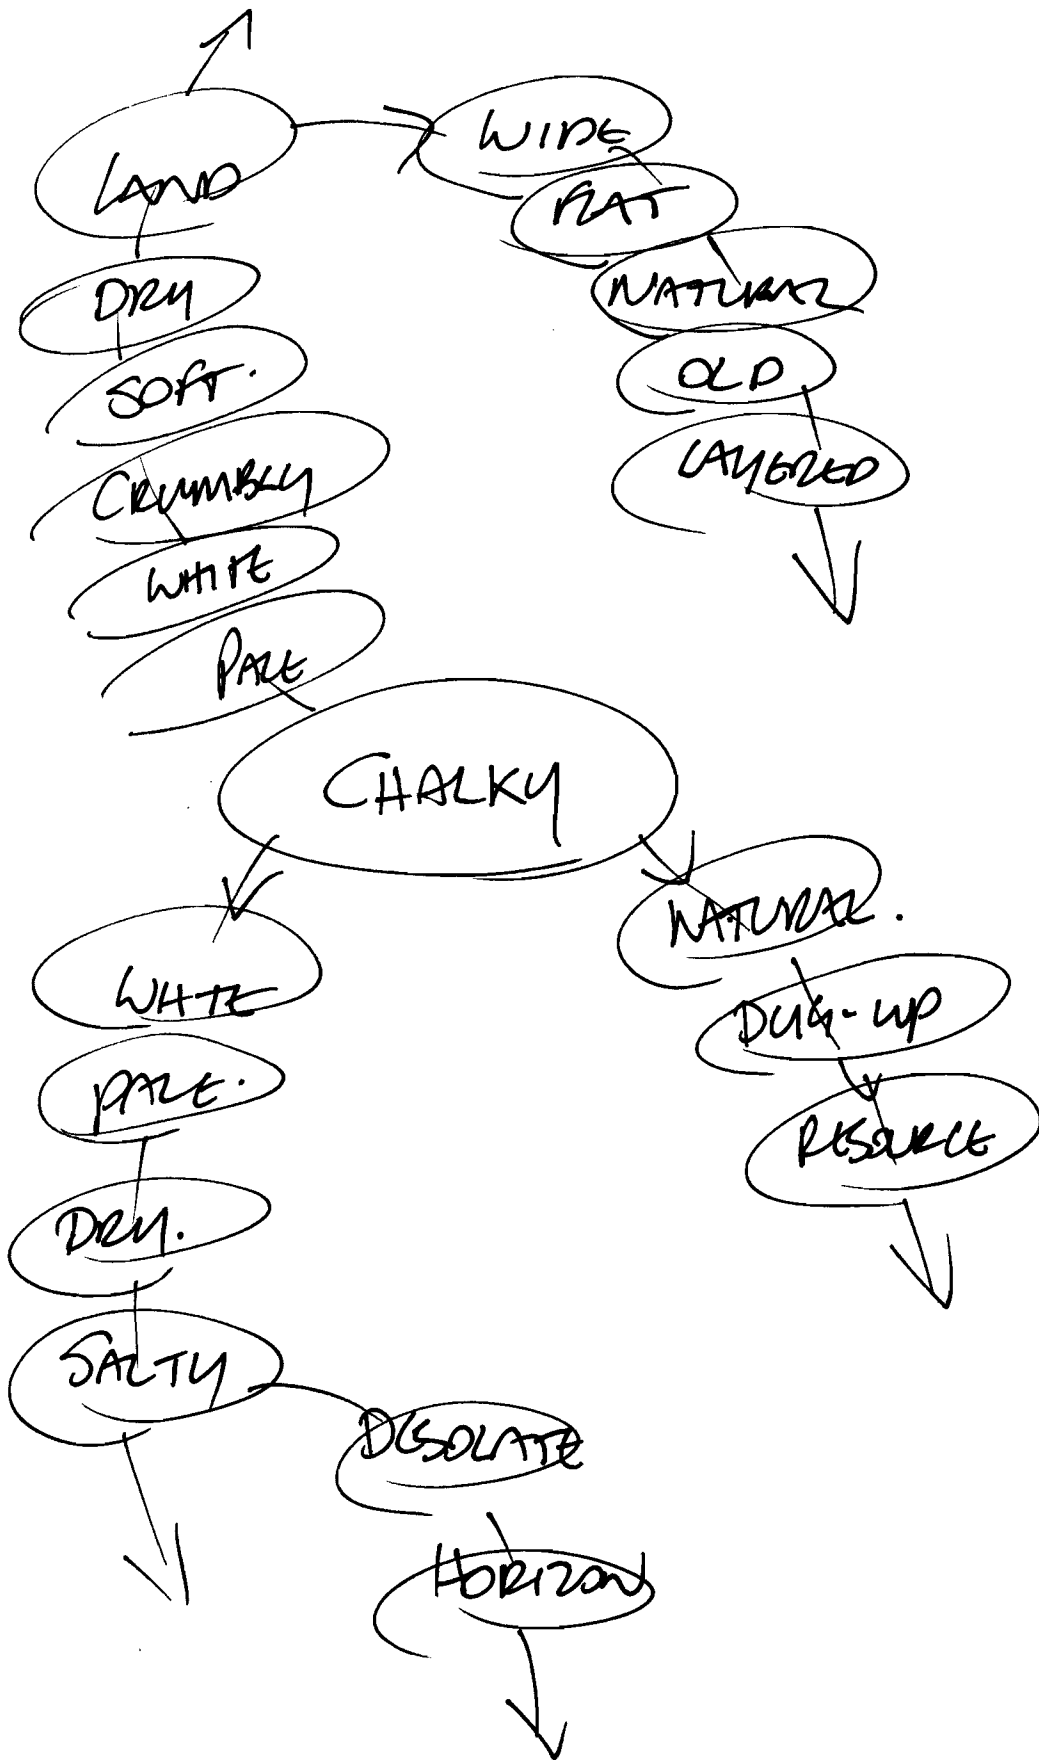 LAND
WIDE
FLAT
DRY
NATURAL
SOFT.
OLD
CRUMBLY
LAYERED
WHITE
PALE
CHALKY
NATURAL.
WHTE
DUG-UP
PALE.
RESOURCE
DRY.
SALTY
DESOLATE
HORIZON